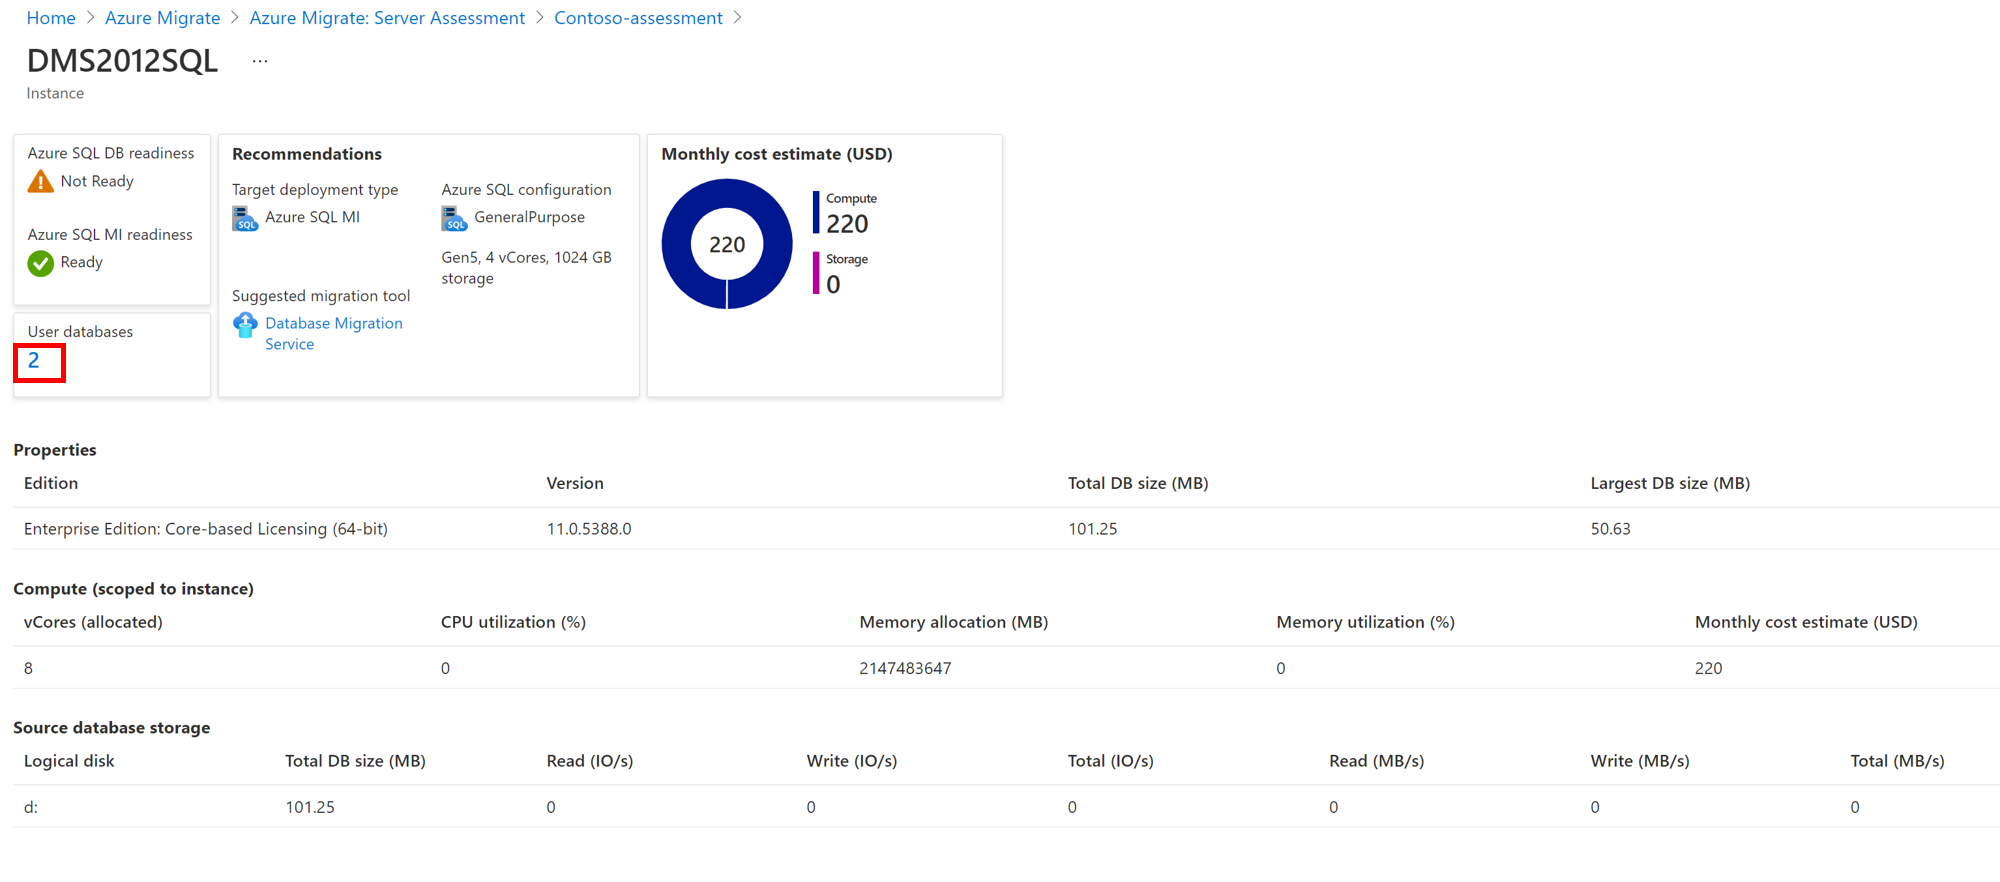 Home > Azure Migrate > Azure Migrate: Server Assessment > Contoso-assessment >
DMS2012SQL ...
Instance
Azure SQL DB readiness
Not Ready
Azure SQL MI readiness
Ready
User databases
2
Recommendations
Target deployment type
Azure SQL MI
Suggested migration tool
Database Migration
Service
Azure SQL configuration
GeneralPurpose
Gen5, 4 vCores, 1024 GB
storage
Monthly cost estimate (USD)
220
Compute
220
Storage
0
Properties
Edition Version Total DB size (MB) Largest DB size (MB)
Enterprise Edition: Core-based Licensing (64-bit) 11.0.5388.0 101.25 50.63
Compute (scoped to instance)
vCores (allocated) CPU utilization (%) Memory allocation (MB) Memory utilization (%) Monthly cost estimate (USD)
8 0 2147483647 0 220
Source database storage
Logical disk Total DB size (MB) Read (IO/s) Write (IO/s) Total (IO/s) Read (MB/s) Write (MB/s) Total (MB/s)
d: 101.25 0 0 0 0 0 0